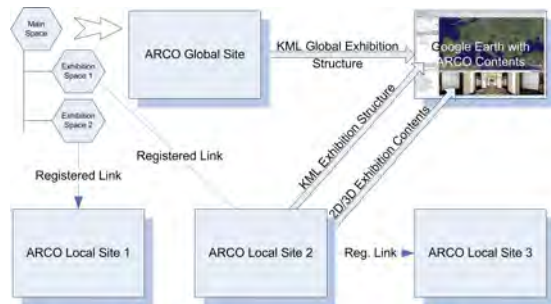 Main
Space
Exhibition
Space 1
Exhibition
Space 2
ARCO Global Site
KML Global Exhibition
Structure
Google Earth with
ARCO Contents
Registered Link
Registered Link
KML Exhibition Structure
2D/3D Exhibition Contents
ARCO Local Site 1
ARCO Local Site 2
Reg. Link
ARCO Local Site 3